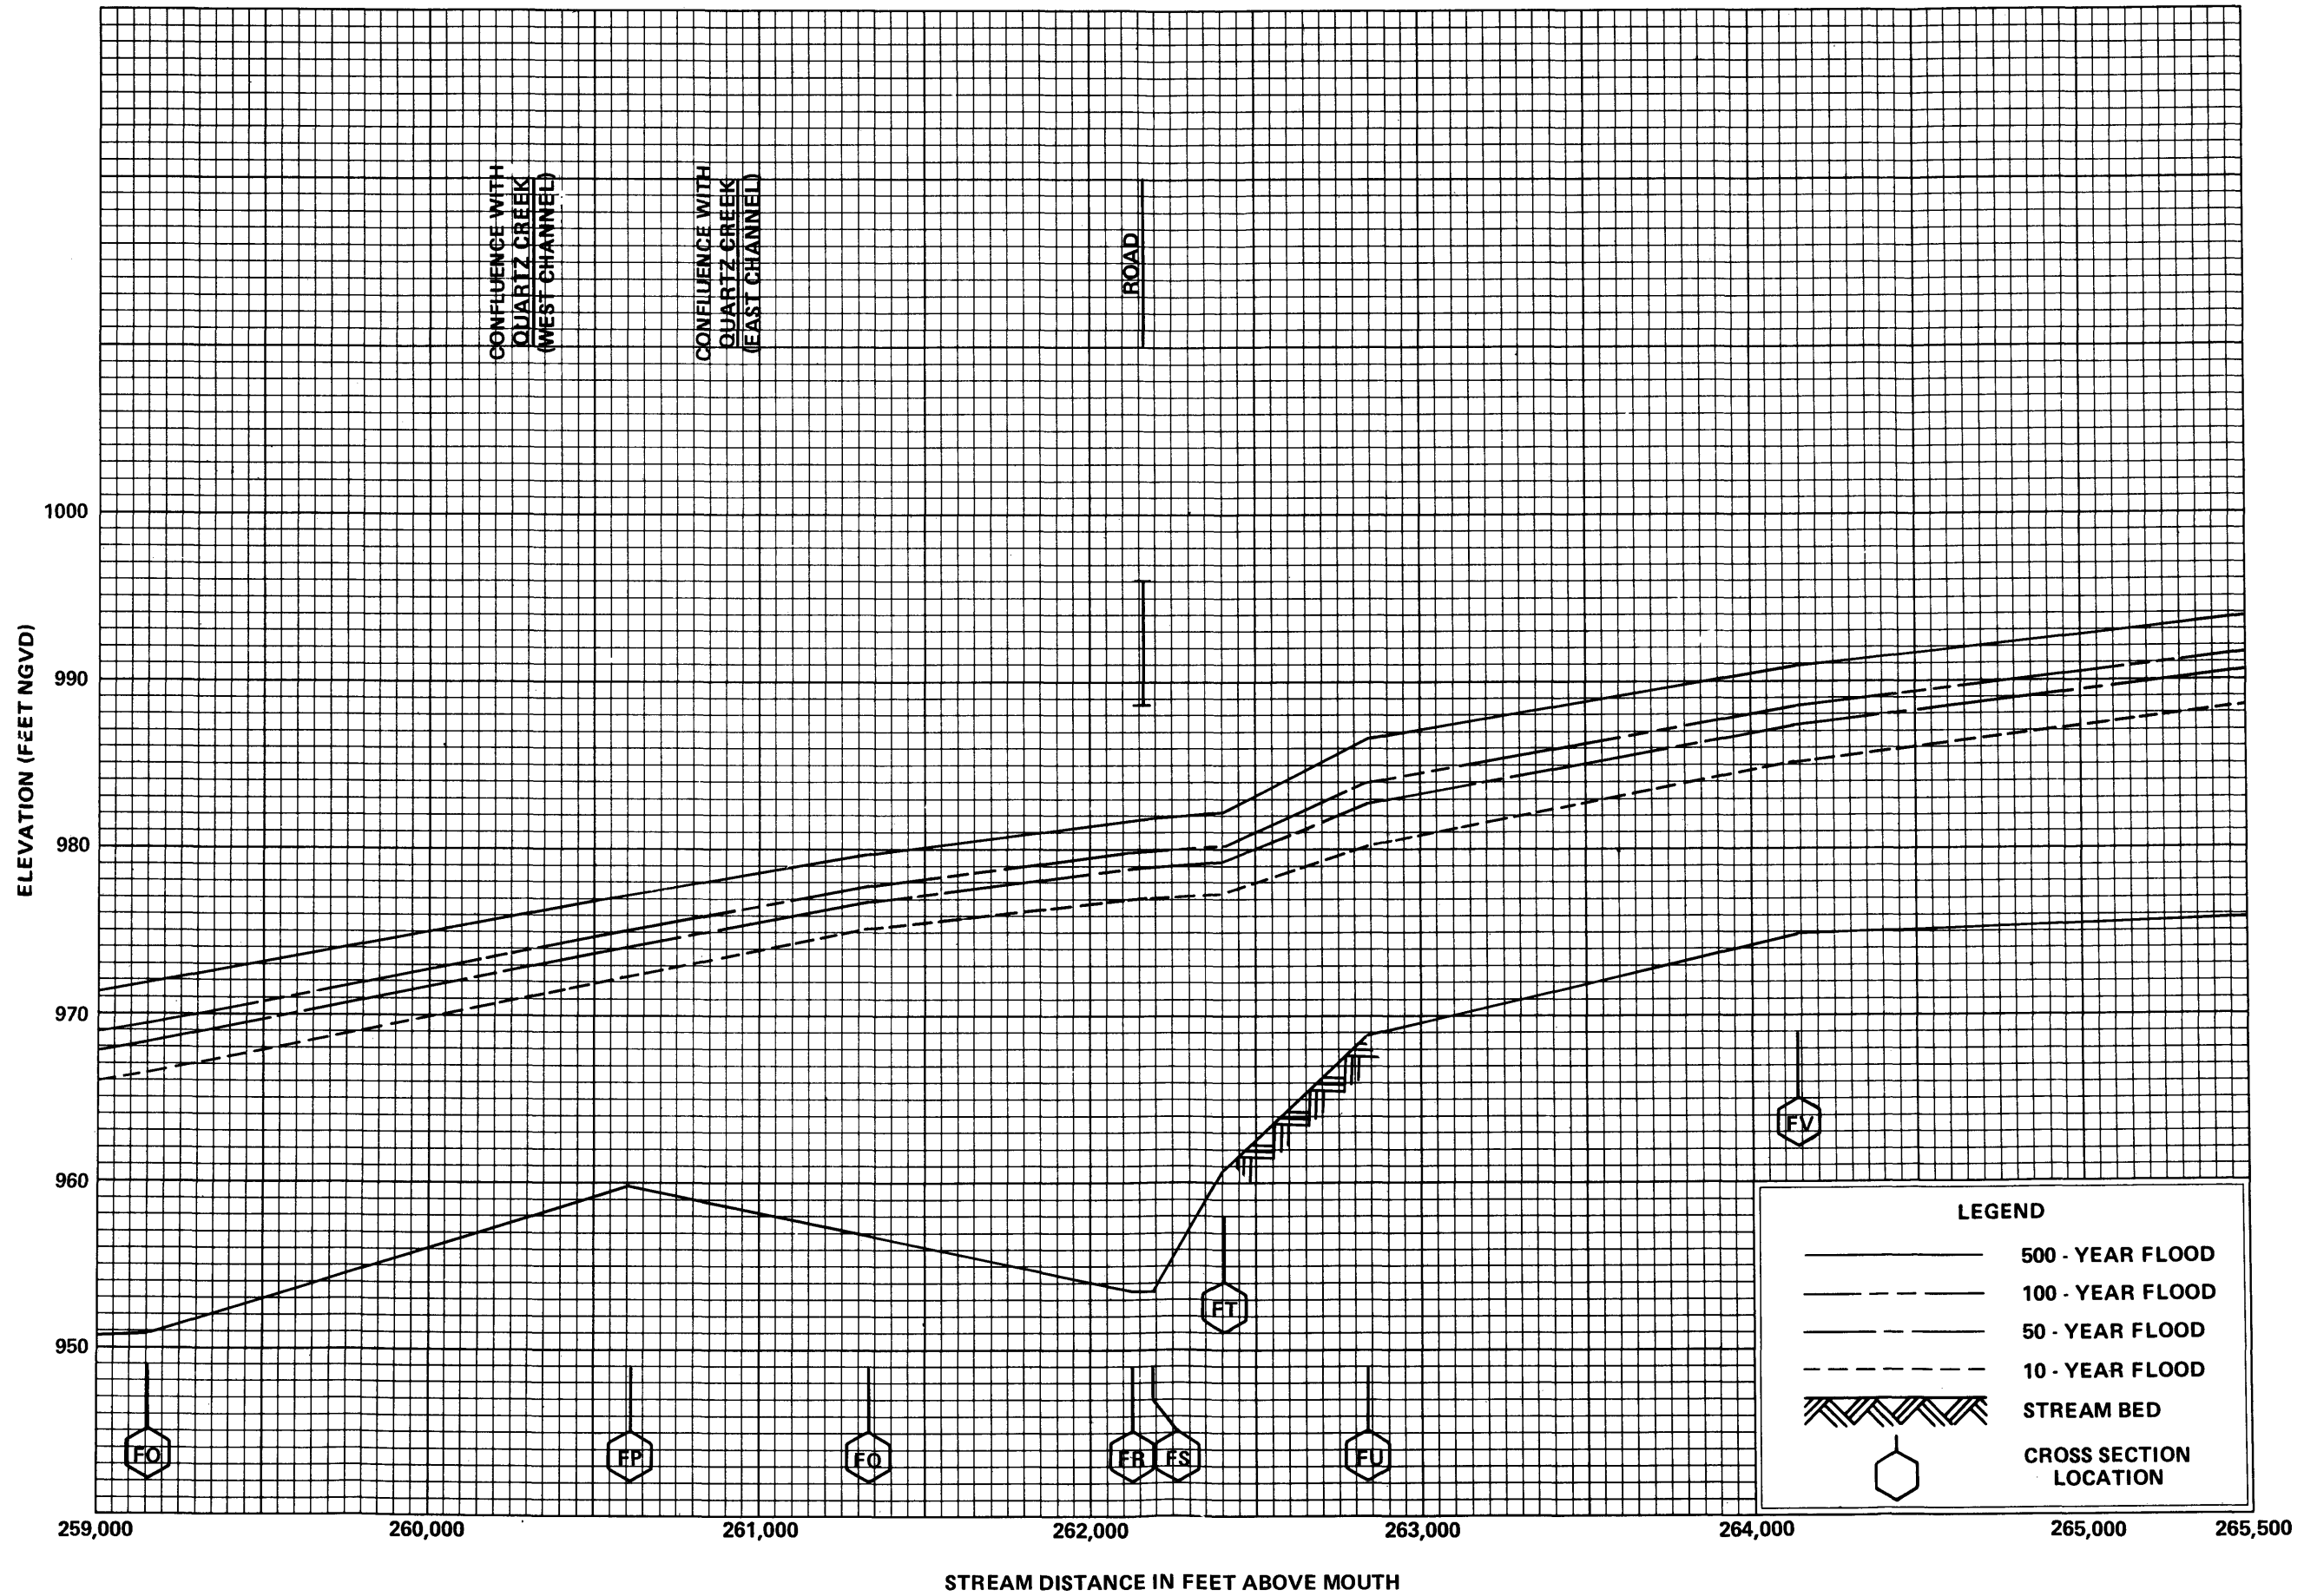 CONFLUENCE WITH
QUARTZ CREEK
(WEST CHANNEL)
CONFLUENCE WITH
QUARTZ CREEK
(EAST CHANNEL)
ROAD
ELEVATION (FEET NGVD)
1000
990
980
970
960
950
FO
FP
FQ
FR
FS
FT
FU
FV
LEGEND
500 - YEAR FLOOD
100 - YEAR FLOOD
50 - YEAR FLOOD
10 - YEAR FLOOD
STREAM BED
CROSS SECTION
LOCATION
259,000
260,000
261,000
262,000
263,000
264,000
265,000
265,500
STREAM DISTANCE IN FEET ABOVE MOUTH